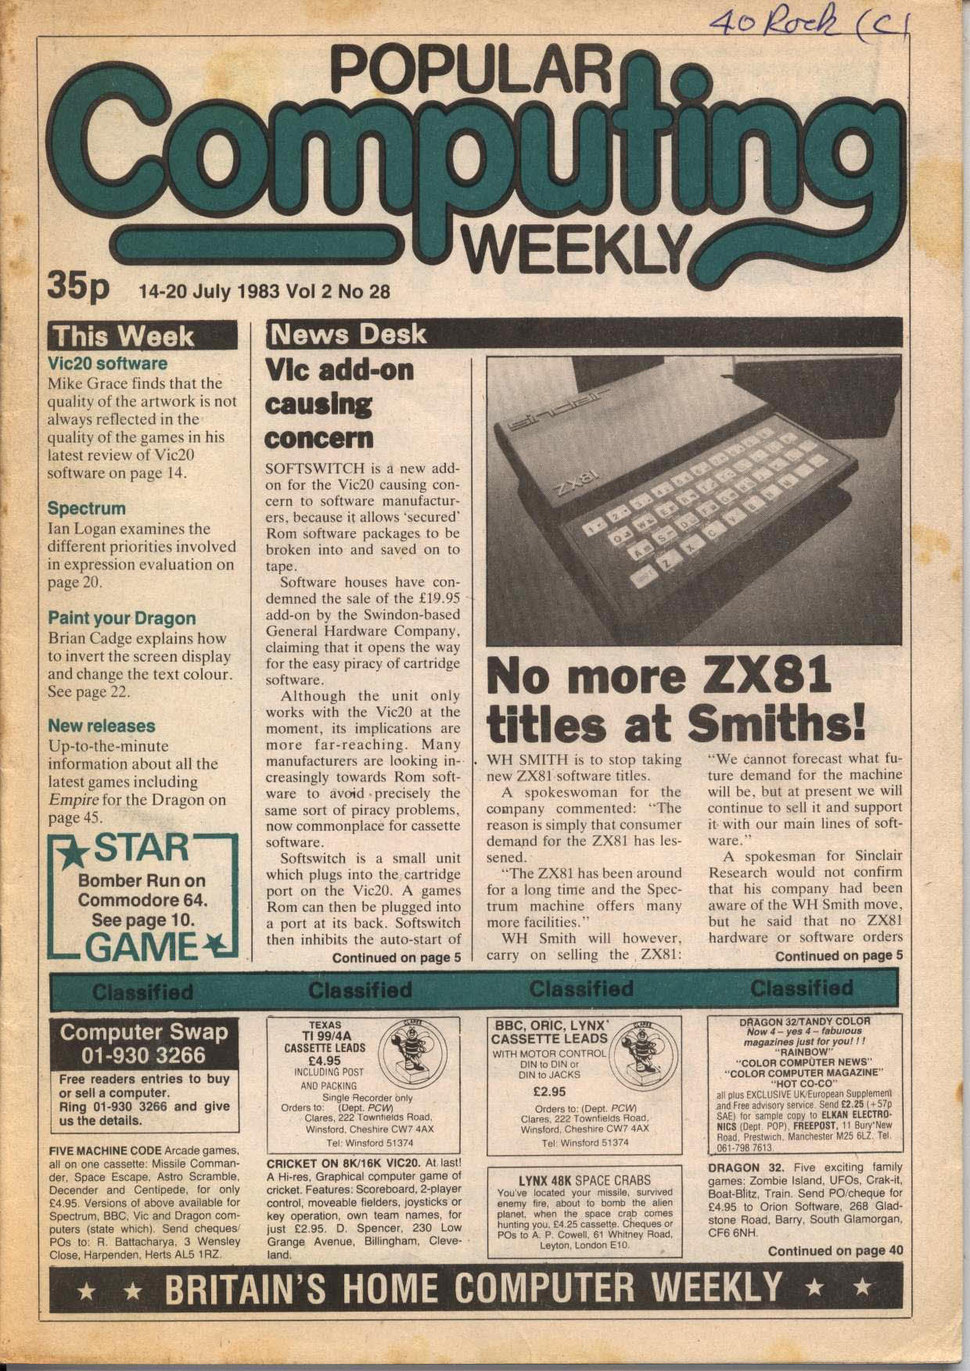 40 Rock (C)
POPULAR
Computing
WEEKLY
35p 14-20 July 1983 Vol 2 No 28
This Week
Vic20 software
Mike Grace finds that the
quality of the artwork is not
always reflected in the
quality of the games in his
latest review of Vic20
software on page 14.
Spectrum
Ian Logan examines the
different priorities involved
in expression evaluation on
page 20.
Paint your Dragon
Brian Cadge explains how
to invert the screen display
and change the text colour.
See page 22.
New releases
Up-to-the-minute
information about all the
latest games including
Empire for the Dragon on
page 45.
STAR
Bomber Run on
Commodore 64.
See page 10.
GAME
News Desk
Vic add-on
causing
concern
SOFTSWITCH is a new add-
on for the Vic20 causing con-
cern to software manufactur-
ers, because it allows ‘secured’
Rom software packages to be
broken into and saved on to
tape.
Software houses have con-
demned the sale of the £19.95
add-on by the Swindon-based
General Hardware Company,
claiming that it opens the way
for the easy piracy of cartridge
software.
Although the unit only
works with the Vic20 at the
moment, its implications are
more far-reaching. Many
manufacturers are looking in-
creasingly towards Rom soft-
ware to avoid precisely the
same sort of piracy problems,
now commonplace for cassette
software.
Softswitch is a small unit
which plugs into the cartridge
port on the Vic20. A games
Rom can then be plugged into
a port at its back. Softswitch
then inhibits the auto-start of
Continued on page 5
sinclair
ZX81
No more ZX81
titles at Smiths!
WH SMITH is to stop taking
new ZX81 software titles.
A spokeswoman for the
company commented: “The
reason is simply that consumer
demand for the ZX81 has les-
sened.
“The ZX81 has been around
for a long time and the Spec-
trum machine offers many
more facilities.”
WH Smith will however,
carry on selling the ZX81:
“We cannot forecast what fu-
ture demand for the machine
will be, but at present we will
continue to sell it and support
it with our main lines of soft-
ware.”
A spokesman for Sinclair
Research would not confirm
that his company had been
aware of the WH Smith move,
but he said that no ZX81
hardware or software orders
Continued on page 5
Classified Classified Classified Classified
Computer Swap
01-930 3266
Free readers entries to buy
or sell a computer.
Ring 01-930 3266 and give
us the details.
FIVE MACHINE CODE Arcade games,
all on one cassette: Missile Comman-
der, Space Escape, Astro Scramble,
Decender and Centipede, for only
£4.95. Versions of above available for
Spectrum, BBC, Vic and Dragon com-
puters (state which). Send cheques/
POs to: R. Battacharya, 3 Wensley
Close, Harpenden, Herts AL5 1RZ.
TEXAS
TI 99/4A
CASSETTE LEADS
£4.95
INCLUDING POST
AND PACKING
Single Recorder only
Orders to: (Dept. PCW)
Clares, 222 Townfields Road,
Winsford, Cheshire CW7 4AX
Tel: Winsford 51374
CLARES
CRICKET ON 8K/16K VIC20. At last!
A Hi-res, Graphical computer game of
cricket. Features: Scoreboard, 2-player
control, moveable fielders, joysticks or
key operation, own team names, for
just £2.95. D. Spencer, 230 Low
Grange Avenue, Billingham, Cleve-
land.
BBC, ORIC, LYNX
CASSETTE LEADS
WITH MOTOR CONTROL
DIN to DIN or
DIN to JACKS
£2.95
Orders to: (Dept. PCW)
Clares, 222 Townfields Road,
Winsford, Cheshire CW7 4AX
Tel: Winsford 51374
CLARES
LYNX 48K SPACE CRABS
You've located your missile, survived
enemy fire, about to bomb the alien
planet, when the space crab comes
hunting you, £4.25 cassette. Cheques or
POs to A. P. Cowell, 61 Whitney Road,
Leyton, London E10.
DRAGON 32/TANDY COLOR
Now 4 – yes 4 – fabulous
magazines just for you! ! !
"RAINBOW"
"COLOR COMPUTER NEWS"
"COLOR COMPUTER MAGAZINE"
"HOT CO-CO"
all plus EXCLUSIVE UK/European Supplement
and Free advisory service. Send £2.25 (+57p
SAE) for sample copy to ELKAN ELECTRO-
NICS (Dept. POP), FREEPOST, 11 Bury New
Road, Prestwich, Manchester M25 6LZ. Tel.
061-798 7613
DRAGON 32. Five exciting family
games: Zombie Island, UFOs, Crak-it,
Boat-Blitz, Train. Send PO/cheque for
£4.95 to Orion Software, 268 Glad-
stone Road, Barry, South Glamorgan,
CF6 6NH.
Continued on page 40
BRITAIN'S HOME COMPUTER WEEKLY